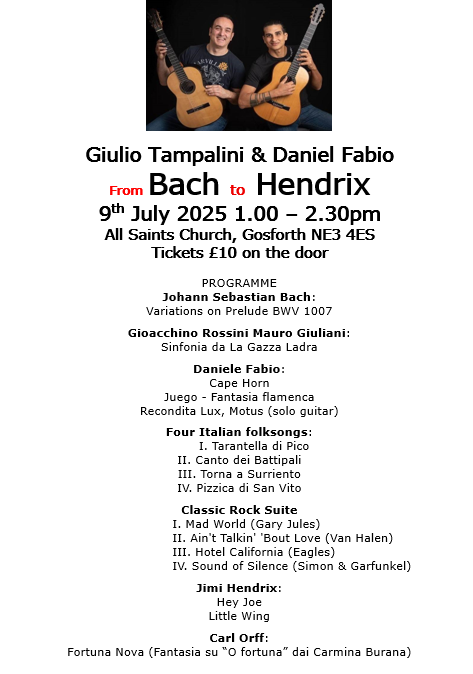 Giulio Tampalini & Daniel Fabio
From Bach to Hendrix
9th July 2025 1.00 – 2.30pm
All Saints Church, Gosforth NE3 4ES
Tickets £10 on the door
PROGRAMME
Johann Sebastian Bach:
Variations on Prelude BWV 1007
Gioacchino Rossini Mauro Giuliani:
Sinfonia da La Gazza Ladra
Daniele Fabio:
Cape Horn
Juego - Fantasia flamenca
Recondita Lux, Motus (solo guitar)
Four Italian folksongs:
I. Tarantella di Pico
II. Canto dei Battipali
III. Torna a Surriento
IV. Pizzica di San Vito
Classic Rock Suite
I. Mad World (Gary Jules)
II. Ain't Talkin' 'Bout Love (Van Halen)
III. Hotel California (Eagles)
IV. Sound of Silence (Simon & Garfunkel)
Jimi Hendrix:
Hey Joe
Little Wing
Carl Orff:
Fortuna Nova (Fantasia su “O fortuna” dai Carmina Burana)